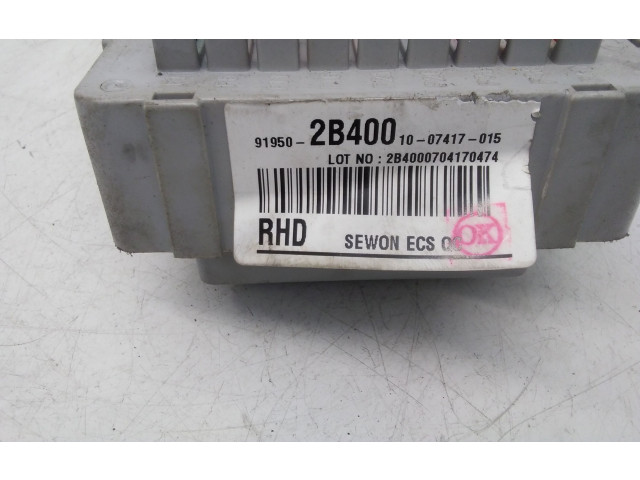 91950- 2B400 10-07417-015
LOT NO : 2B4000704170474
RHD SEWON ECS
OK